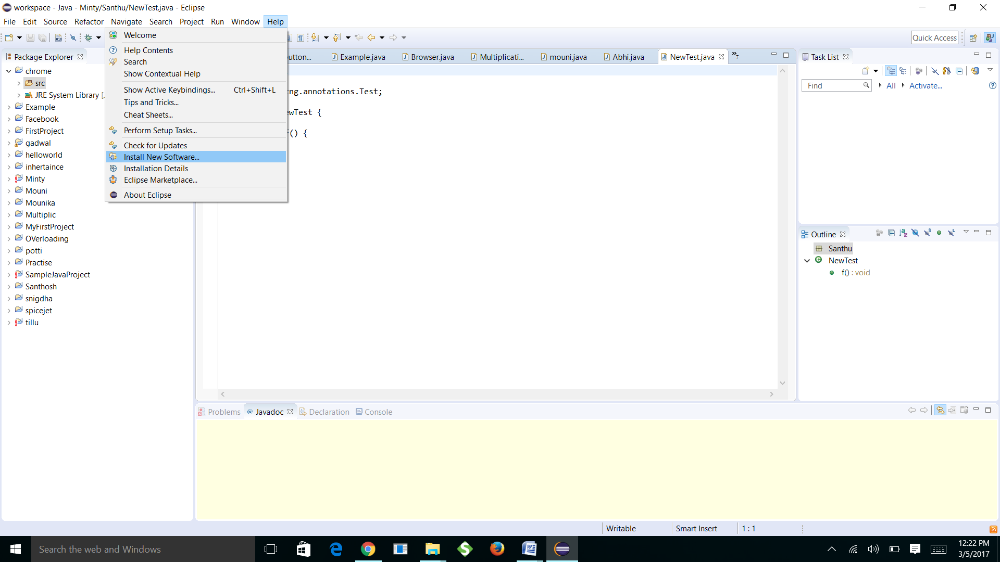 workspace - Java - Minty/Santhu/NewTest.java - Eclipse
File Edit Source Refactor Navigate Search Project Run Window Help
Quick Access
Welcome
Help Contents
Search
Show Contextual Help
Show Active Keybindings... Ctrl+Shift+L
Tips and Tricks...
Cheat Sheets...
Perform Setup Tasks...
Check for Updates
Install New Software...
Installation Details
Eclipse Marketplace...
About Eclipse
Package Explorer
chrome
src
JRE System Library [
Example
Facebook
FirstProject
gadwal
helloworld
inhertaince
Minty
Mouni
Mounika
Multiplic
MyFirstProject
OVerloading
potti
Practise
SampleJavaProject
Santhosh
snigdha
spicejet
tillu
utton... Example.java Browser.java Multiplicati... mouni.java Abhi.java NewTest.java »7
ng.annotations.Test;
ewTest {
f() {
Task List
Find All Activate...
Outline
Santhu
NewTest
f() : void
Problems @ Javadoc Declaration Console
Writable Smart Insert 1 : 1
Search the web and Windows
12:22 PM
3/5/2017